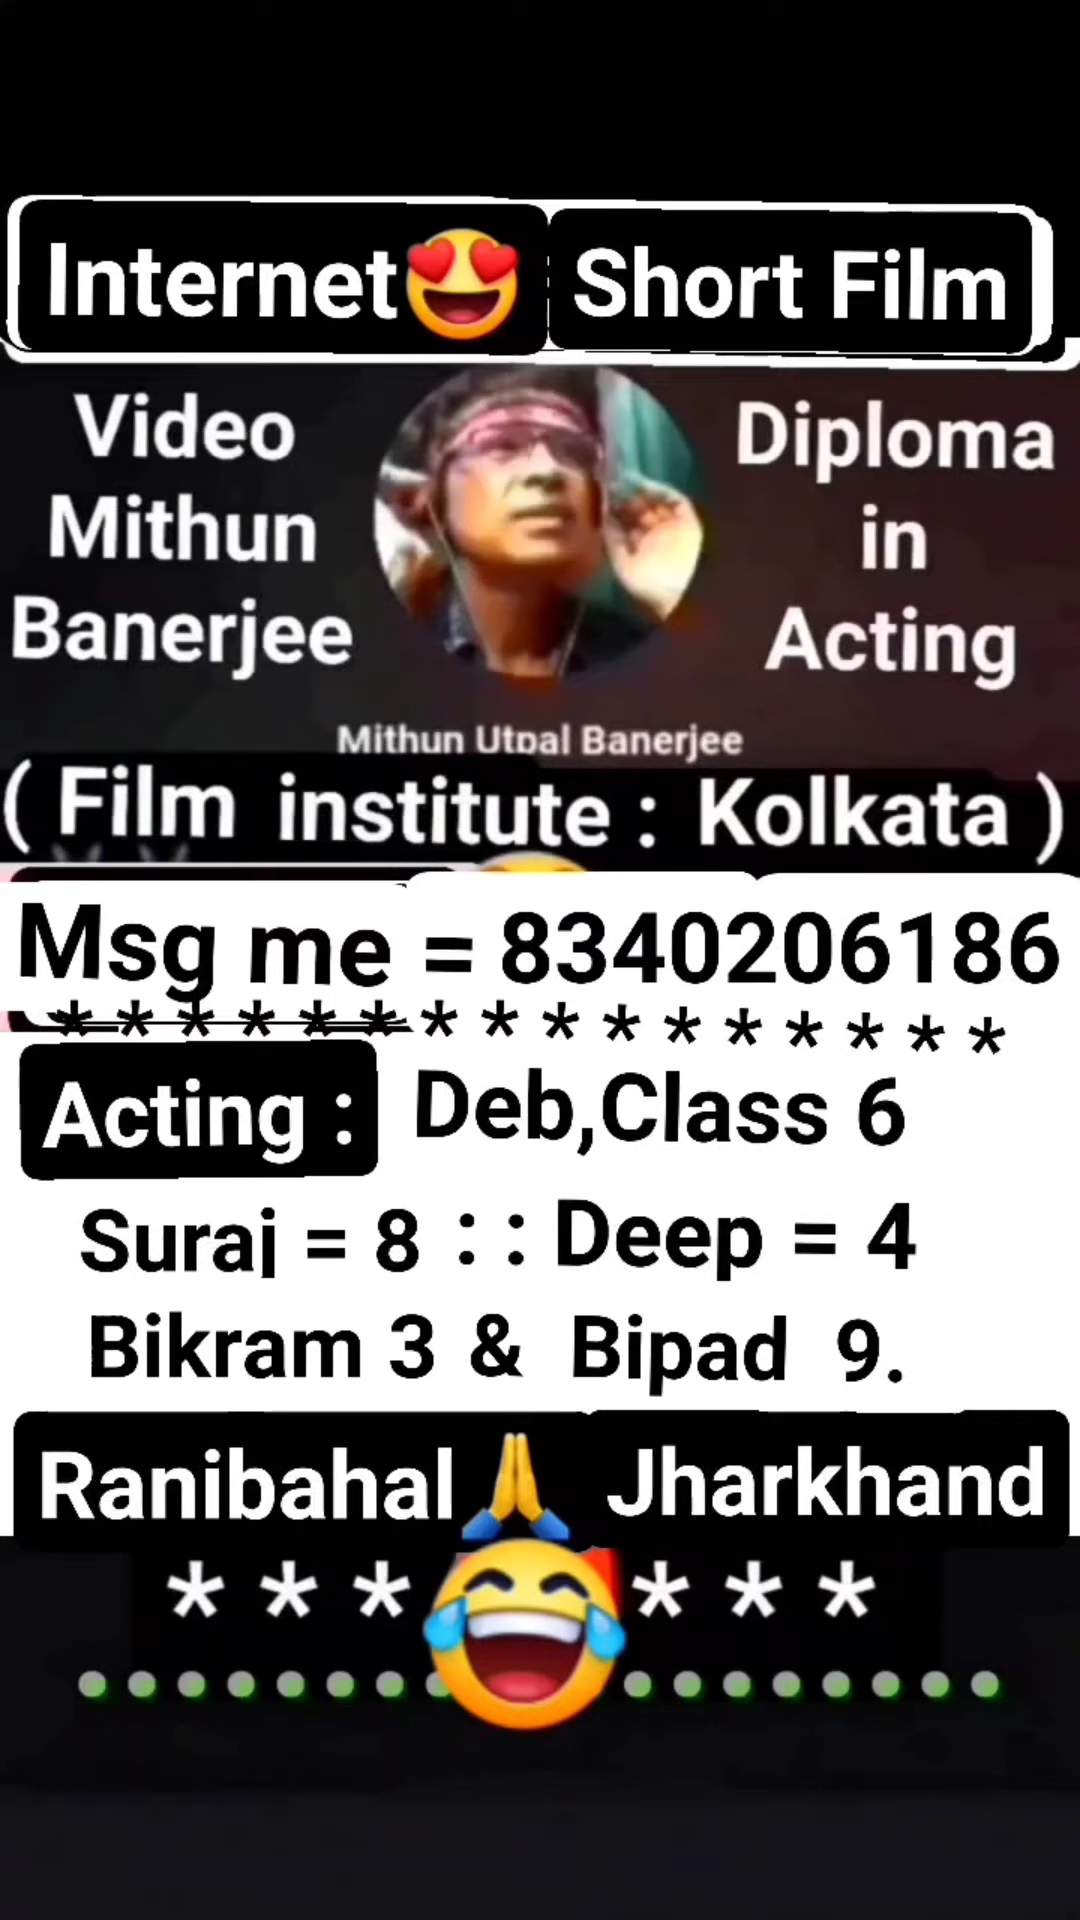 Internet😍 Short Film
Video
Mithun
Banerjee
Diploma
in
Acting
Mithun Utpal Banerjee
( Film institute : Kolkata )
Msg me = 8340206186
* * * * * * * * * * * * * * * *
Acting : Deb,Class 6
Suraj = 8 : : Deep = 4
Bikram 3 & Bipad 9.
Ranibahal🙏 Jharkhand
* * *😂* * *